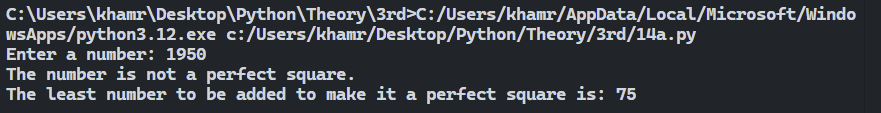 C:\Users\khamr\Desktop\Python\Theory\3rd>C:/Users/khamr/AppData/Local/Microsoft/Windo
wsApps/python3.12.exe c:/Users/khamr/Desktop/Python/Theory/3rd/14a.py
Enter a number: 1950
The number is not a perfect square.
The least number to be added to make it a perfect square is: 75